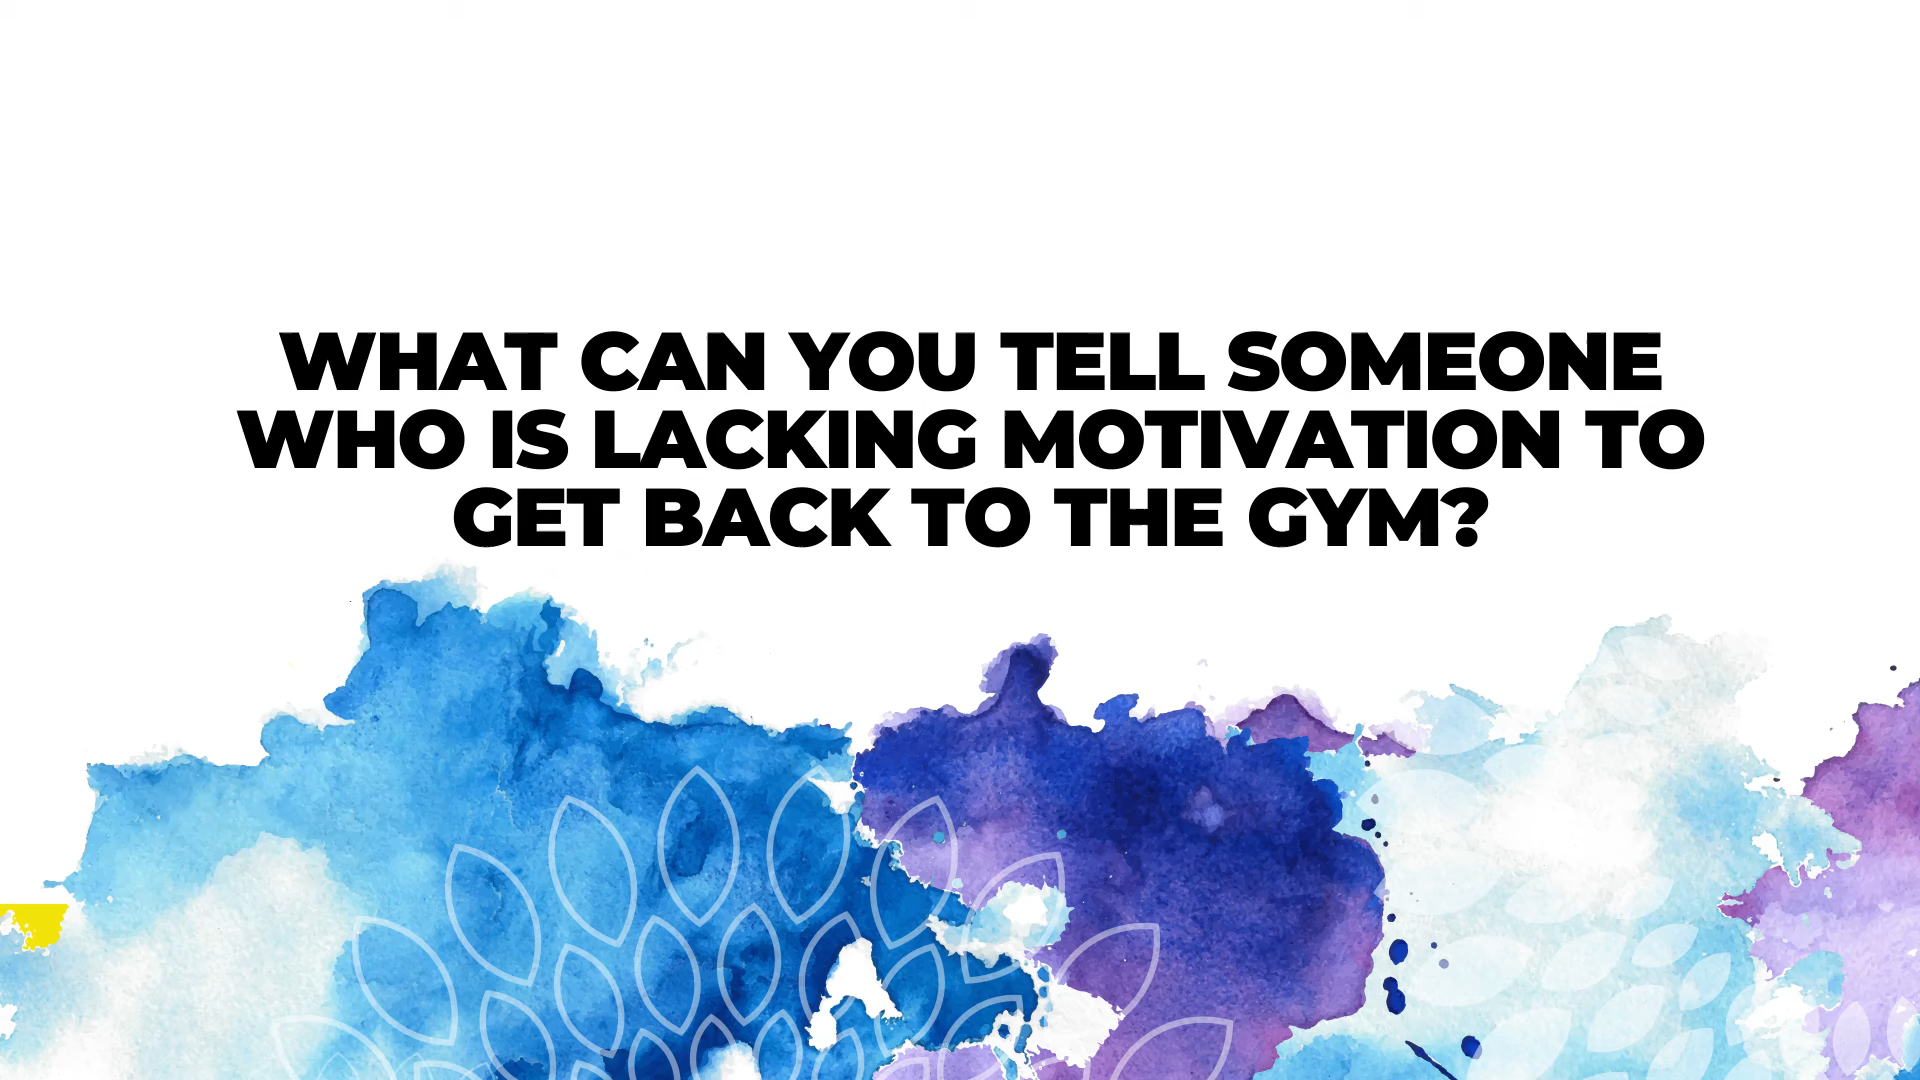 WHAT CAN YOU TELL SOMEONE
WHO IS LACKING MOTIVATION TO
GET BACK TO THE GYM?